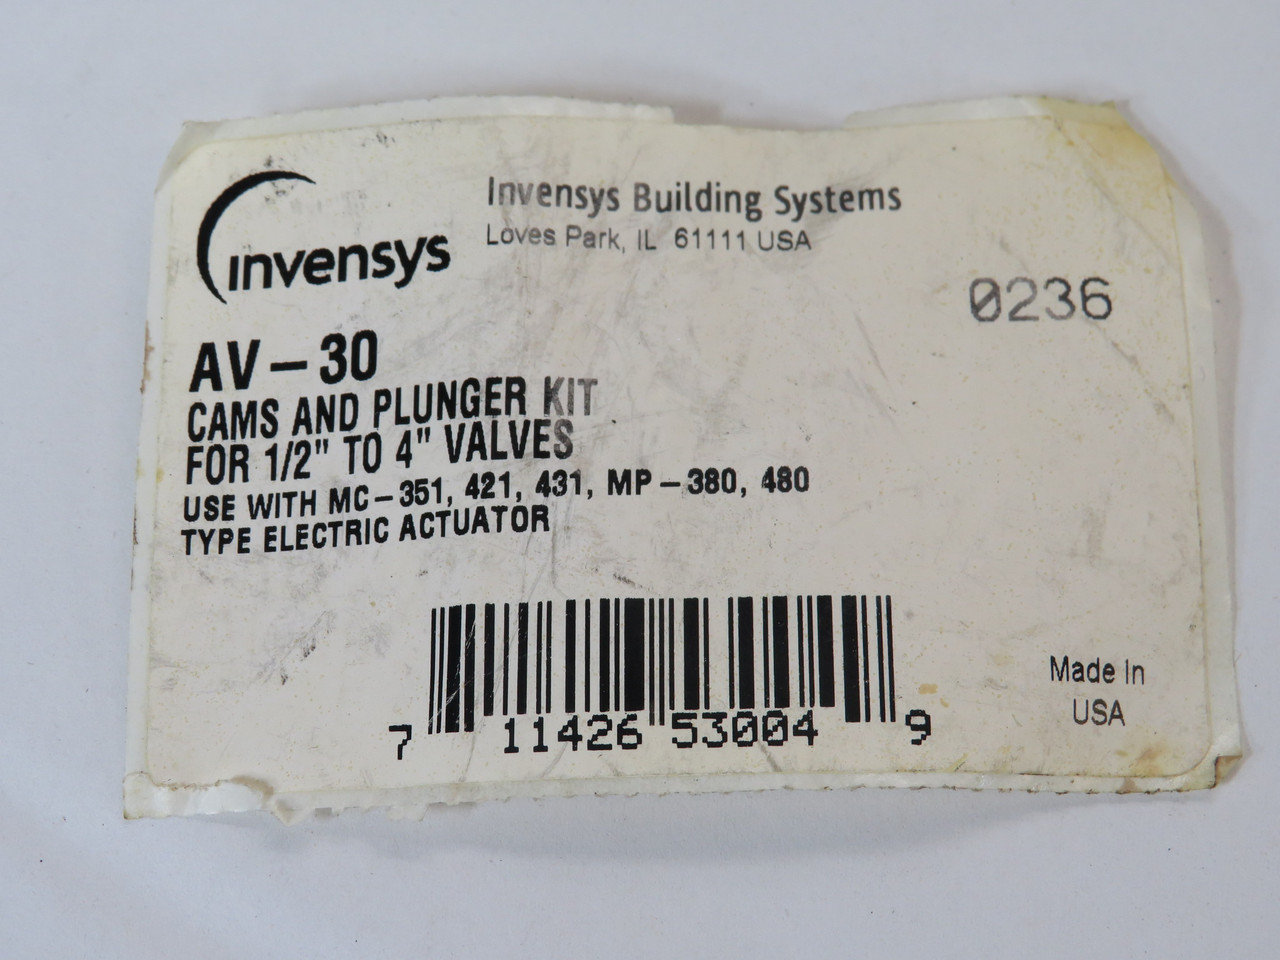 invensys
Invensys Building Systems
Loves Park, IL 61111 USA
0236
AV-30
CAMS AND PLUNGER KIT
FOR 1/2" TO 4" VALVES
USE WITH MC-351, 421, 431, MP-380, 480
TYPE ELECTRIC ACTUATOR
7 11426 53004 9
Made In
USA